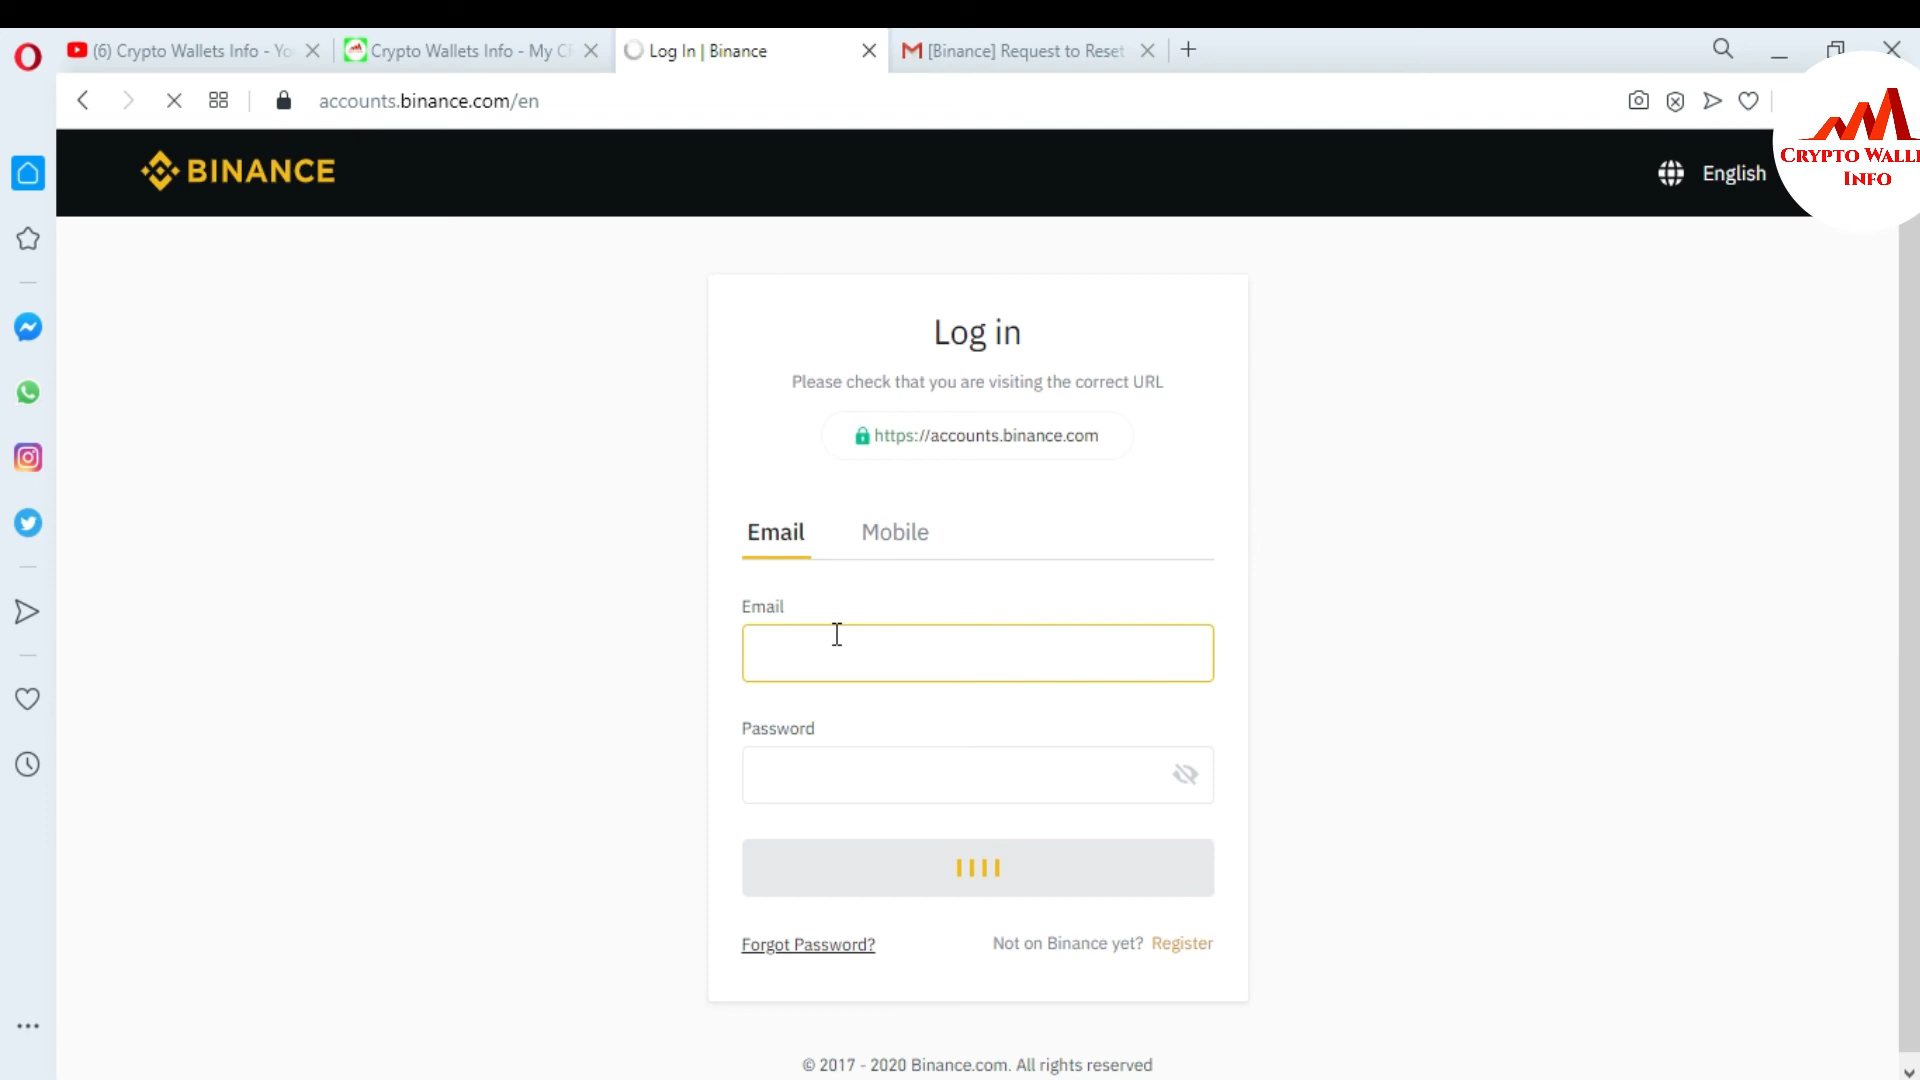 (6) Crypto Wallets Info - Yo
Crypto Wallets Info - My C
Log In | Binance
[Binance] Request to Reset
accounts.binance.com/en
BINANCE
English
CRYPTO WALL
INFO
Log in
Please check that you are visiting the correct URL
https://accounts.binance.com
Email Mobile
Email
Password
Forgot Password?
Not on Binance yet? Register
© 2017 - 2020 Binance.com. All rights reserved